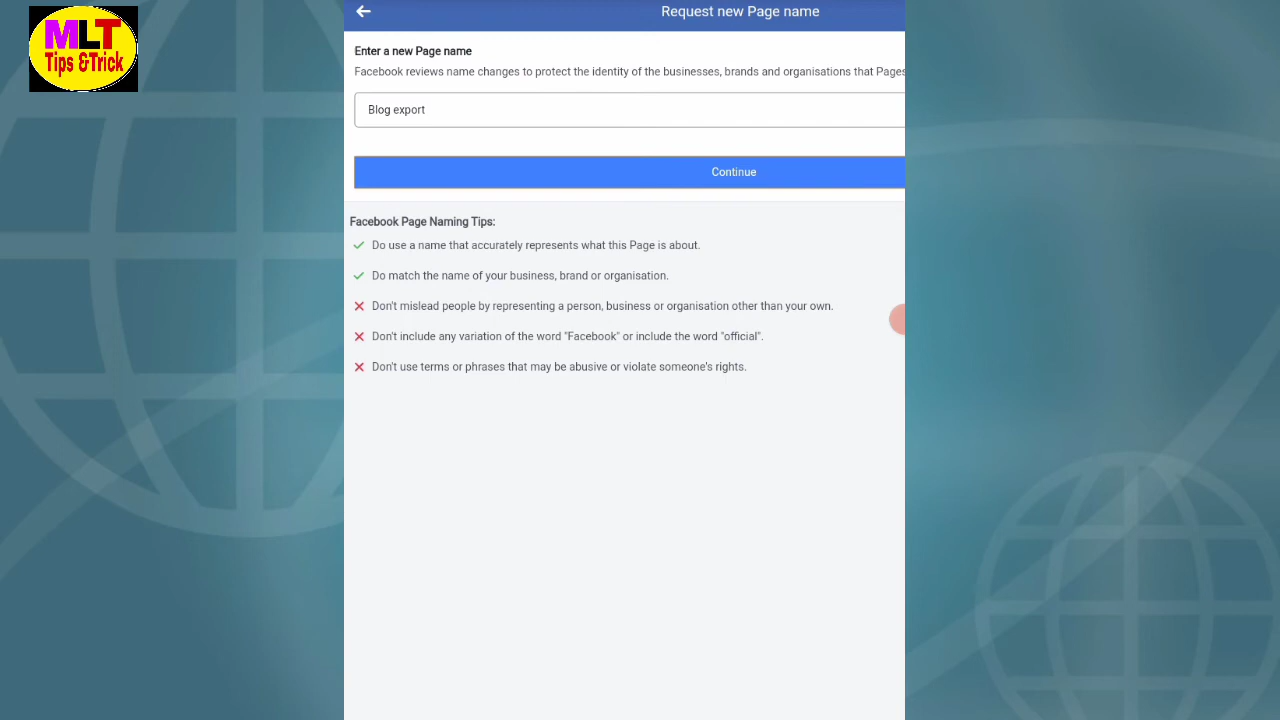 MLT
Tips &Trick
Request new Page name
Enter a new Page name
Facebook reviews name changes to protect the identity of the businesses, brands and organisations that Pages
Blog export
Continue
Facebook Page Naming Tips:
Do use a name that accurately represents what this Page is about.
Do match the name of your business, brand or organisation.
Don't mislead people by representing a person, business or organisation other than your own.
Don't include any variation of the word "Facebook" or include the word "official".
Don't use terms or phrases that may be abusive or violate someone's rights.